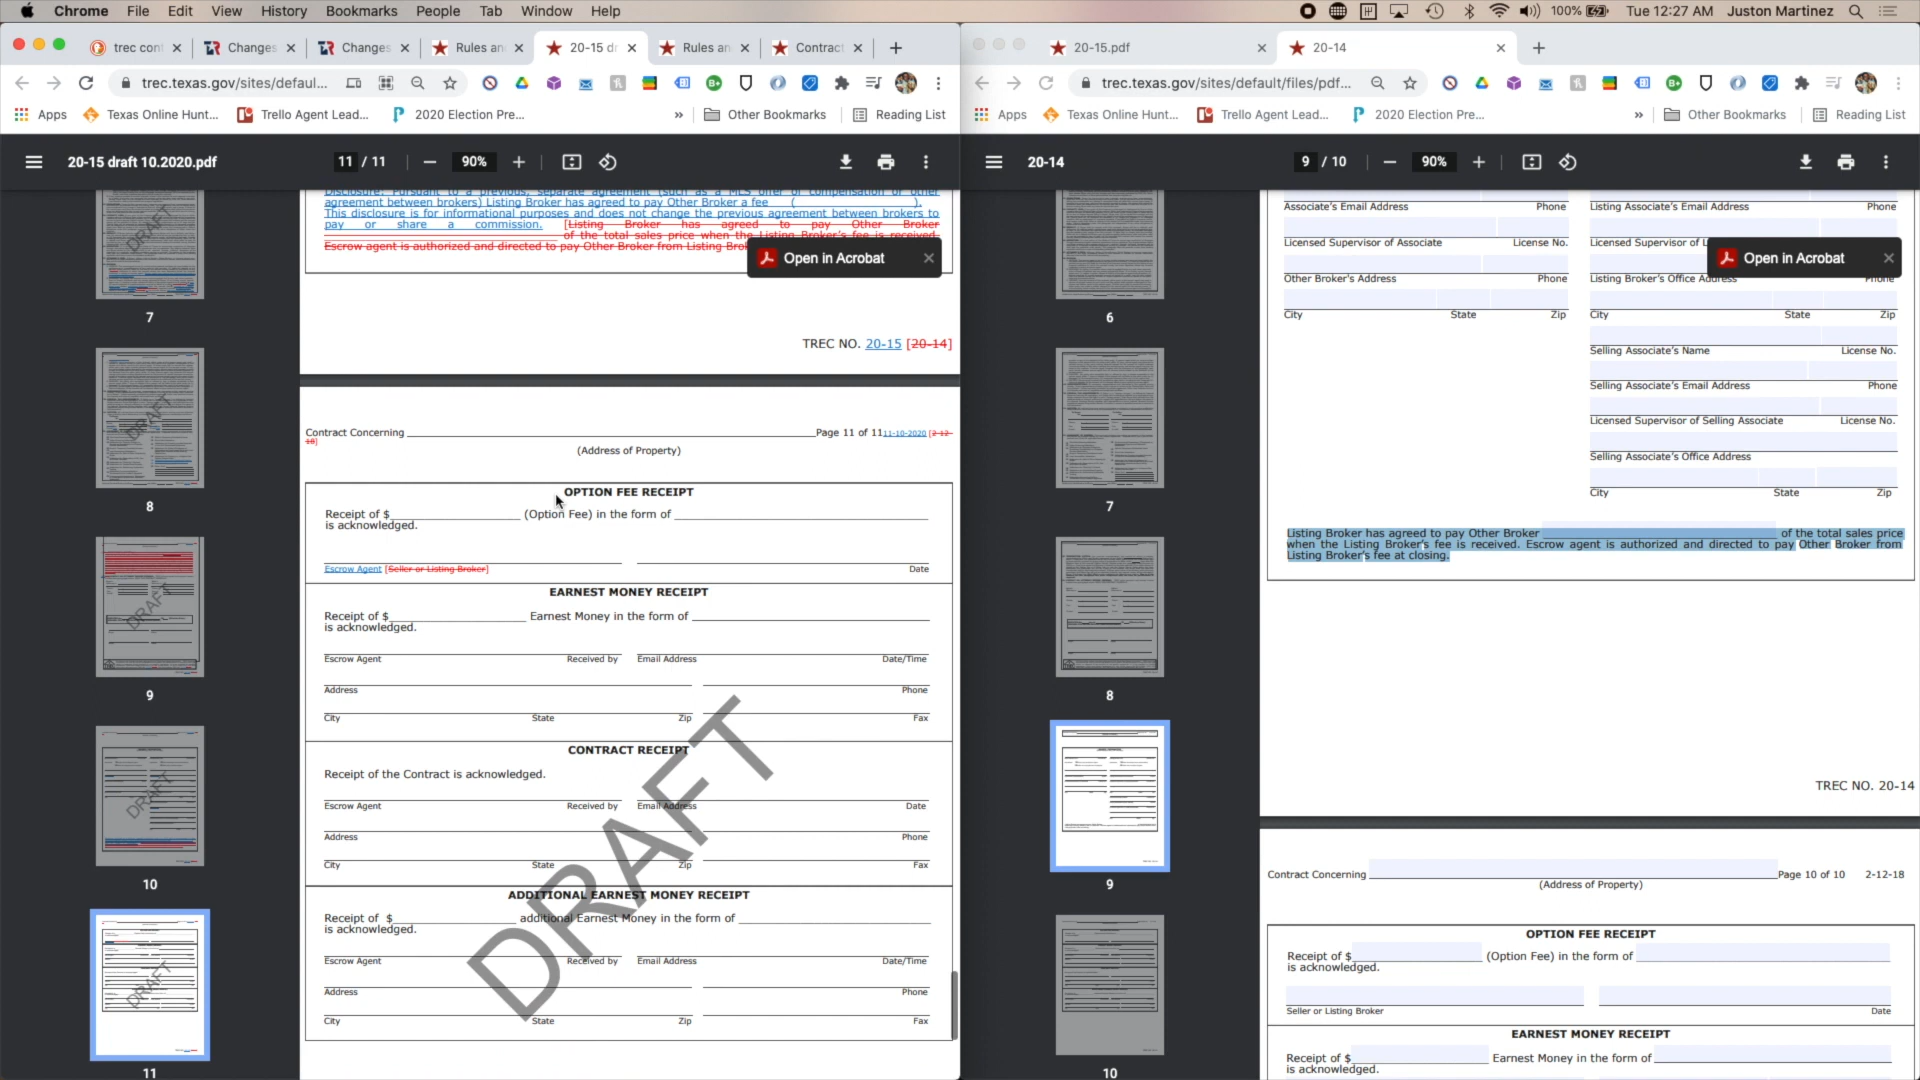 Chrome File Edit View History Bookmarks People Tab Window Help 100% Tue 12:27 AM Juston Martinez
trec con Changes Changes Rules an 20-15 dr Rules an Contract
trec.texas.gov/sites/defaul...
Apps Texas Online Hunt... Trello Agent Lead... 2020 Election Pre... » Other Bookmarks Reading List
20-15 draft 10.2020.pdf 11 / 11 90%
7
8
9
10
11
Disclosure: Pursuant to a previous, separate agreement (such as a MLS offer of compensation or other
agreement between brokers) Listing Broker has agreed to pay Other Broker a fee ( ).
This disclosure is for informational purposes and does not change the previous agreement between brokers to
pay or share a commission. [Listing Broker has agreed to pay Other Broker
of the total sales price when the Listing Broker's fee is received.
Escrow agent is authorized and directed to pay Other Broker from Listing Bro
Open in Acrobat
TREC NO. 20-15 [20-14]
Contract Concerning Page 11 of 11 11-10-2020 [2-12-
18]
(Address of Property)
OPTION FEE RECEIPT
Receipt of $ (Option Fee) in the form of
is acknowledged.
Escrow Agent [Seller or Listing Broker] Date
EARNEST MONEY RECEIPT
Receipt of $ Earnest Money in the form of
is acknowledged.
Escrow Agent Received by Email Address Date/Time
Address Phone
City State Zip Fax
CONTRACT RECEIPT
Receipt of the Contract is acknowledged.
Escrow Agent Received by Email Address Date
Address Phone
City State Zip Fax
ADDITIONAL EARNEST MONEY RECEIPT
Receipt of $ additional Earnest Money in the form of
is acknowledged.
Escrow Agent Received by Email Address Date/Time
Address Phone
City State Zip Fax
DRAFT
20-15.pdf 20-14
trec.texas.gov/sites/default/files/pdf...
Apps Texas Online Hunt... Trello Agent Lead... 2020 Election Pre... » Other Bookmarks Reading List
20-14 9 / 10 90%
6
7
8
9
10
Associate's Email Address Phone Listing Associate's Email Address Phone
Licensed Supervisor of Associate License No. Licensed Supervisor of L
Open in Acrobat
Other Broker's Address Phone Listing Broker's Office Address Phone
City State Zip City State Zip
Selling Associate's Name License No.
Selling Associate's Email Address Phone
Licensed Supervisor of Selling Associate License No.
Selling Associate's Office Address
City State Zip
Listing Broker has agreed to pay Other Broker of the total sales price
when the Listing Broker's fee is received. Escrow agent is authorized and directed to pay Other Broker from
Listing Broker's fee at closing.
TREC NO. 20-14
Contract Concerning Page 10 of 10 2-12-18
(Address of Property)
OPTION FEE RECEIPT
Receipt of $ (Option Fee) in the form of
is acknowledged.
Seller or Listing Broker Date
EARNEST MONEY RECEIPT
Receipt of $ Earnest Money in the form of
is acknowledged.